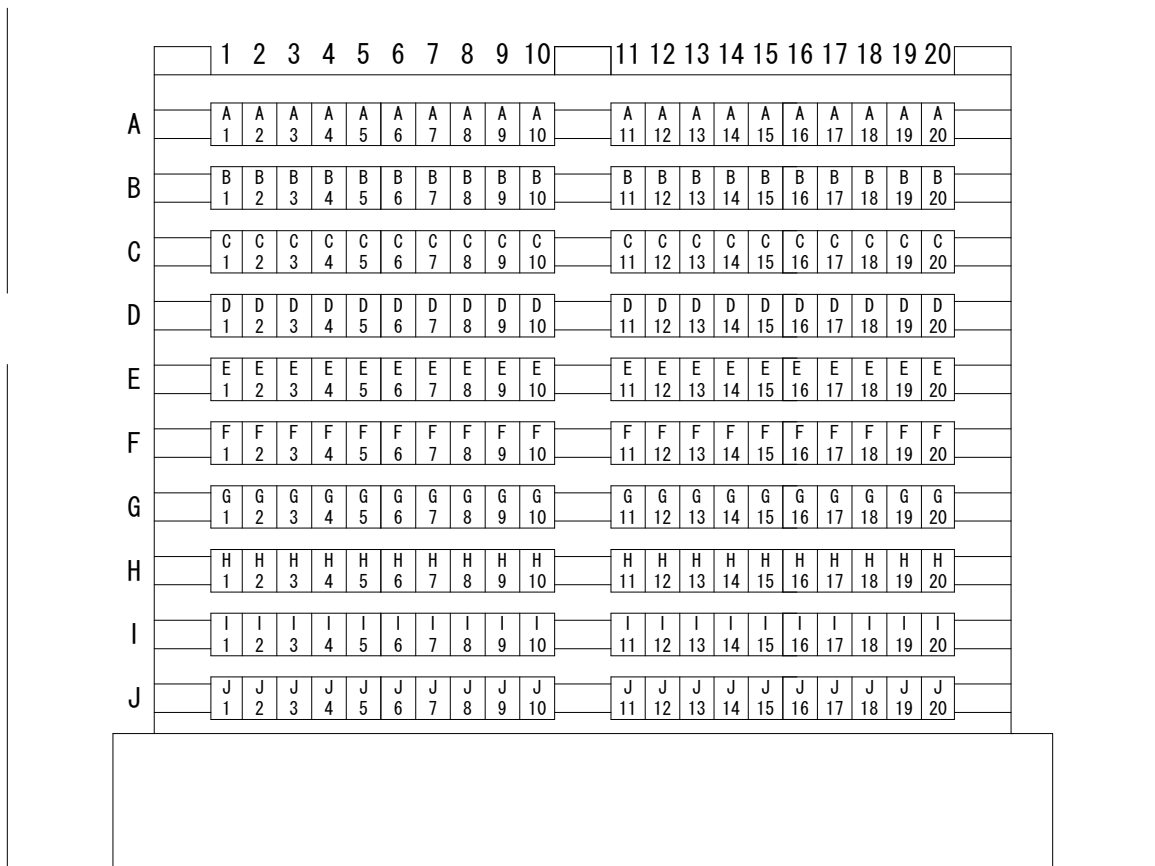 1 2 3 4 5 6 7 8 9 10 11 12 13 14 15 16 17 18 19 20
A A A A A A A A A A A A A A A A A A A A A
1 2 3 4 5 6 7 8 9 10 11 12 13 14 15 16 17 18 19 20
B B B B B B B B B B B B B B B B B B B B B
1 2 3 4 5 6 7 8 9 10 11 12 13 14 15 16 17 18 19 20
C C C C C C C C C C C C C C C C C C C C C
1 2 3 4 5 6 7 8 9 10 11 12 13 14 15 16 17 18 19 20
D D D D D D D D D D D D D D D D D D D D D
1 2 3 4 5 6 7 8 9 10 11 12 13 14 15 16 17 18 19 20
E E E E E E E E E E E E E E E E E E E E E
1 2 3 4 5 6 7 8 9 10 11 12 13 14 15 16 17 18 19 20
F F F F F F F F F F F F F F F F F F F F F
1 2 3 4 5 6 7 8 9 10 11 12 13 14 15 16 17 18 19 20
G G G G G G G G G G G G G G G G G G G G G
1 2 3 4 5 6 7 8 9 10 11 12 13 14 15 16 17 18 19 20
H H H H H H H H H H H H H H H H H H H H H
1 2 3 4 5 6 7 8 9 10 11 12 13 14 15 16 17 18 19 20
I I I I I I I I I I I I I I I I I I I I I
1 2 3 4 5 6 7 8 9 10 11 12 13 14 15 16 17 18 19 20
J J J J J J J J J J J J J J J J J J J J J
1 2 3 4 5 6 7 8 9 10 11 12 13 14 15 16 17 18 19 20